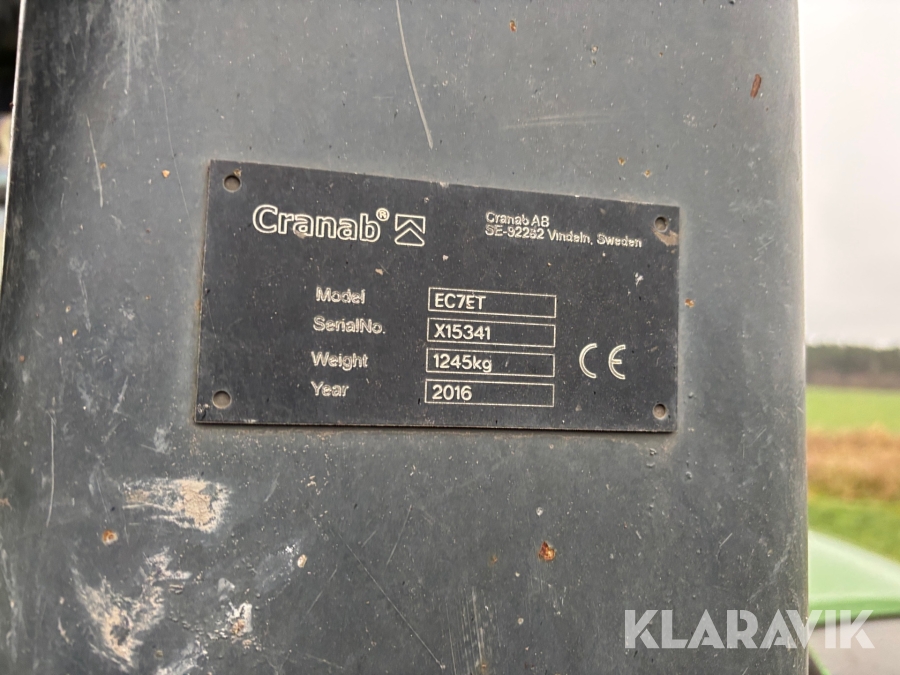 Cranab®
Cranab AB
SE-92282 Vindeln, Sweden
Model EC7ET
SerialNo. X15341
Weight 1245kg
Year 2016
CE
KLARAVIK